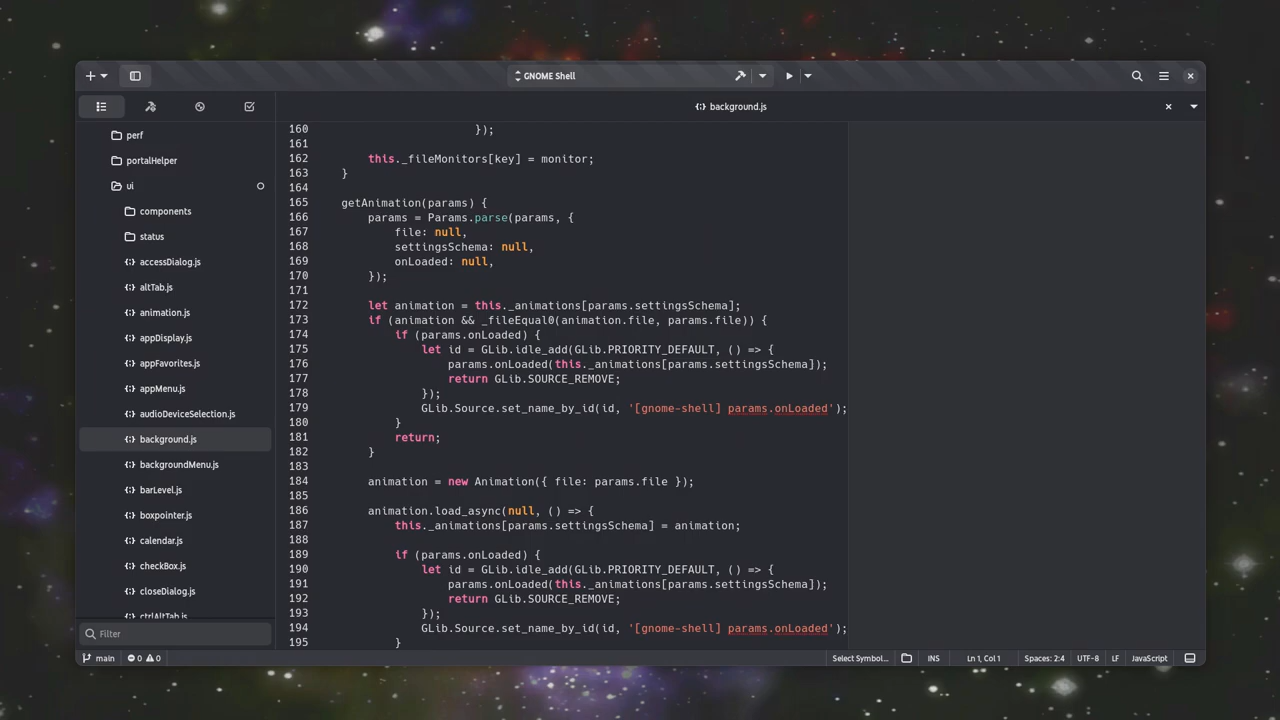 GNOME Shell
background.js
perf
portalHelper
ui
components
status
accessDialog.js
altTab.js
animation.js
appDisplay.js
appFavorites.js
appMenu.js
audioDeviceSelection.js
background.js
backgroundMenu.js
barLevel.js
boxpointer.js
calendar.js
checkBox.js
closeDialog.js
ctrlAltTab.js
Filter
160 });
161
162 this._fileMonitors[key] = monitor;
163 }
164
165 getAnimation(params) {
166 params = Params.parse(params, {
167 file: null,
168 settingsSchema: null,
169 onLoaded: null,
170 });
171
172 let animation = this._animations[params.settingsSchema];
173 if (animation && _fileEqual0(animation.file, params.file)) {
174 if (params.onLoaded) {
175 let id = GLib.idle_add(GLib.PRIORITY_DEFAULT, () => {
176 params.onLoaded(this._animations[params.settingsSchema]);
177 return GLib.SOURCE_REMOVE;
178 });
179 GLib.Source.set_name_by_id(id, '[gnome-shell] params.onLoaded');
180 }
181 return;
182 }
183
184 animation = new Animation({ file: params.file });
185
186 animation.load_async(null, () => {
187 this._animations[params.settingsSchema] = animation;
188
189 if (params.onLoaded) {
190 let id = GLib.idle_add(GLib.PRIORITY_DEFAULT, () => {
191 params.onLoaded(this._animations[params.settingsSchema]);
192 return GLib.SOURCE_REMOVE;
193 });
194 GLib.Source.set_name_by_id(id, '[gnome-shell] params.onLoaded');
195 }
main 0 0 Select Symbol… INS Ln 1, Col 1 Spaces: 2:4 UTF-8 LF JavaScript